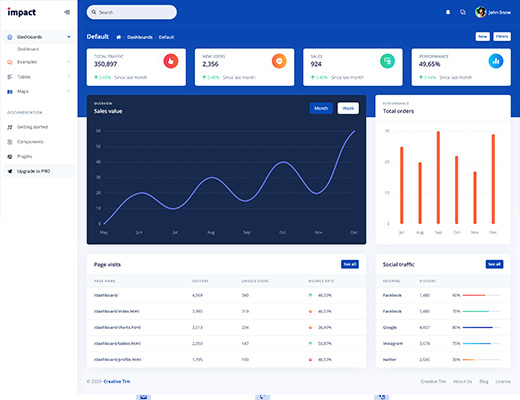 impact
Search
John Snow
Dashboards
Dashboard
Examples
Tables
Maps
DOCUMENTATION
Getting started
Components
Plugins
Upgrade to PRO
Default
Dashboards - Default
New
Filters
TOTAL TRAFFIC
350,897
3.48% Since last month
NEW USERS
2,356
3.48% Since last month
SALES
924
3.48% Since last month
PERFORMANCE
49,65%
3.48% Since last month
OVERVIEW
Sales value
Month
Week
60
50
40
30
20
10
0
May Jun Jul Aug Sep Oct Nov Dec
PERFORMANCE
Total orders
30
20
10
0
Jul Aug Sep Oct Nov Dec
Page visits
See all
PAGE NAME VISITORS UNIQUE USERS BOUNCE RATE
/dashboard/ 4,569 340 46,53%
/dashboard/index.html 3,985 319 46,53%
/dashboard/charts.html 3,513 294 36,49%
/dashboard/tables.html 2,050 147 50,87%
/dashboard/profile.html 1,795 190 46,53%
Social traffic
See all
REFERRAL VISITORS
Facebook 1,480 60%
Facebook 5,480 70%
Google 4,807 80%
Instagram 3,678 75%
twitter 2,645 30%
© 2020 Creative Tim
Creative Tim About Us Blog License